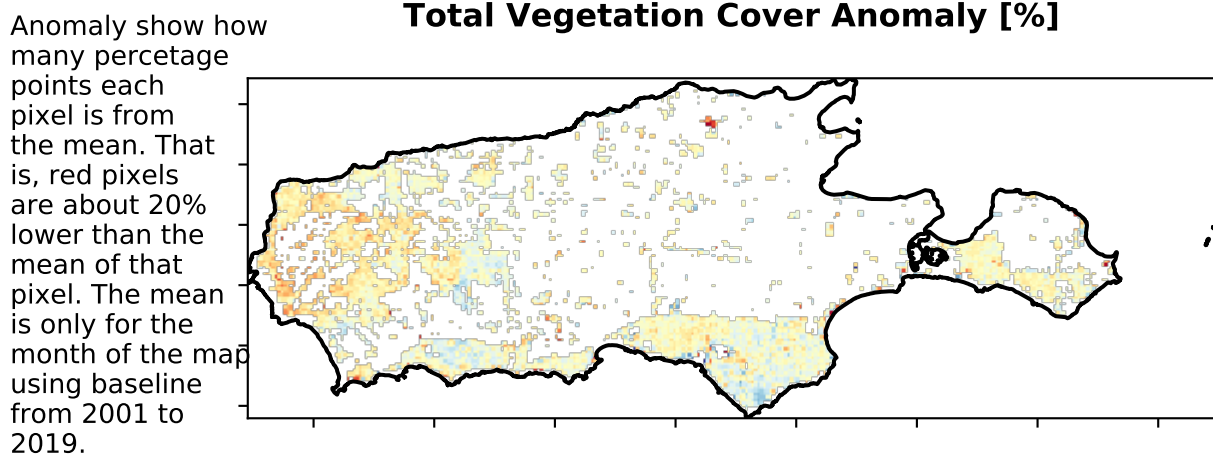 Total Vegetation Cover Anomaly [%]
Anomaly show how
many percetage
points each
pixel is from
the mean. That
is, red pixels
are about 20%
lower than the
mean of that
pixel. The mean
is only for the
month of the map
using baseline
from 2001 to
2019.